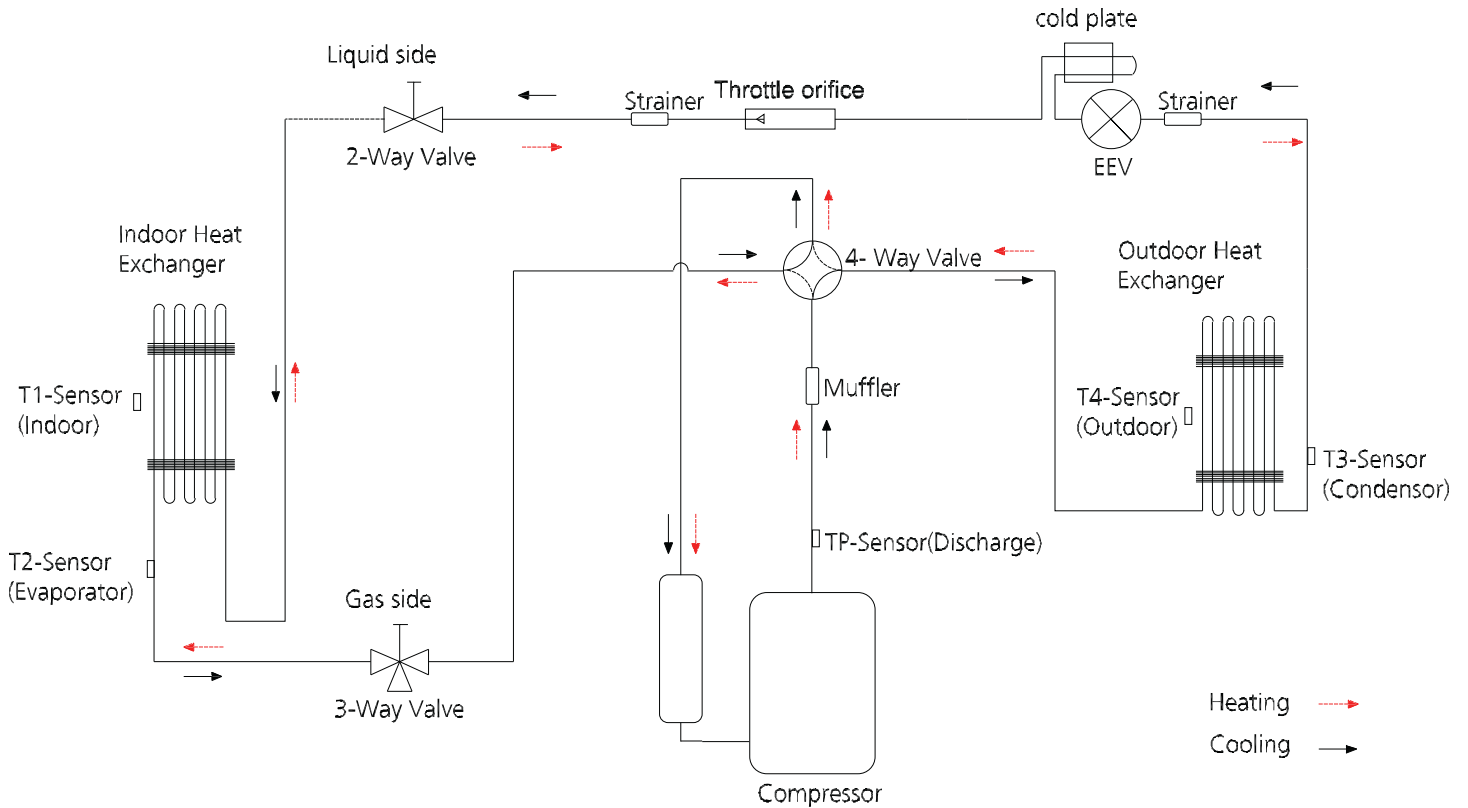 cold plate
Liquid side
Strainer
Throttle orifice
Strainer
2-Way Valve
EEV
Indoor Heat
Exchanger
4- Way Valve
Outdoor Heat
Exchanger
T1-Sensor
(Indoor)
Muffler
T4-Sensor
(Outdoor)
T3-Sensor
(Condensor)
TP-Sensor(Discharge)
T2-Sensor
(Evaporator)
Gas side
3-Way Valve
Heating
Cooling
Compressor